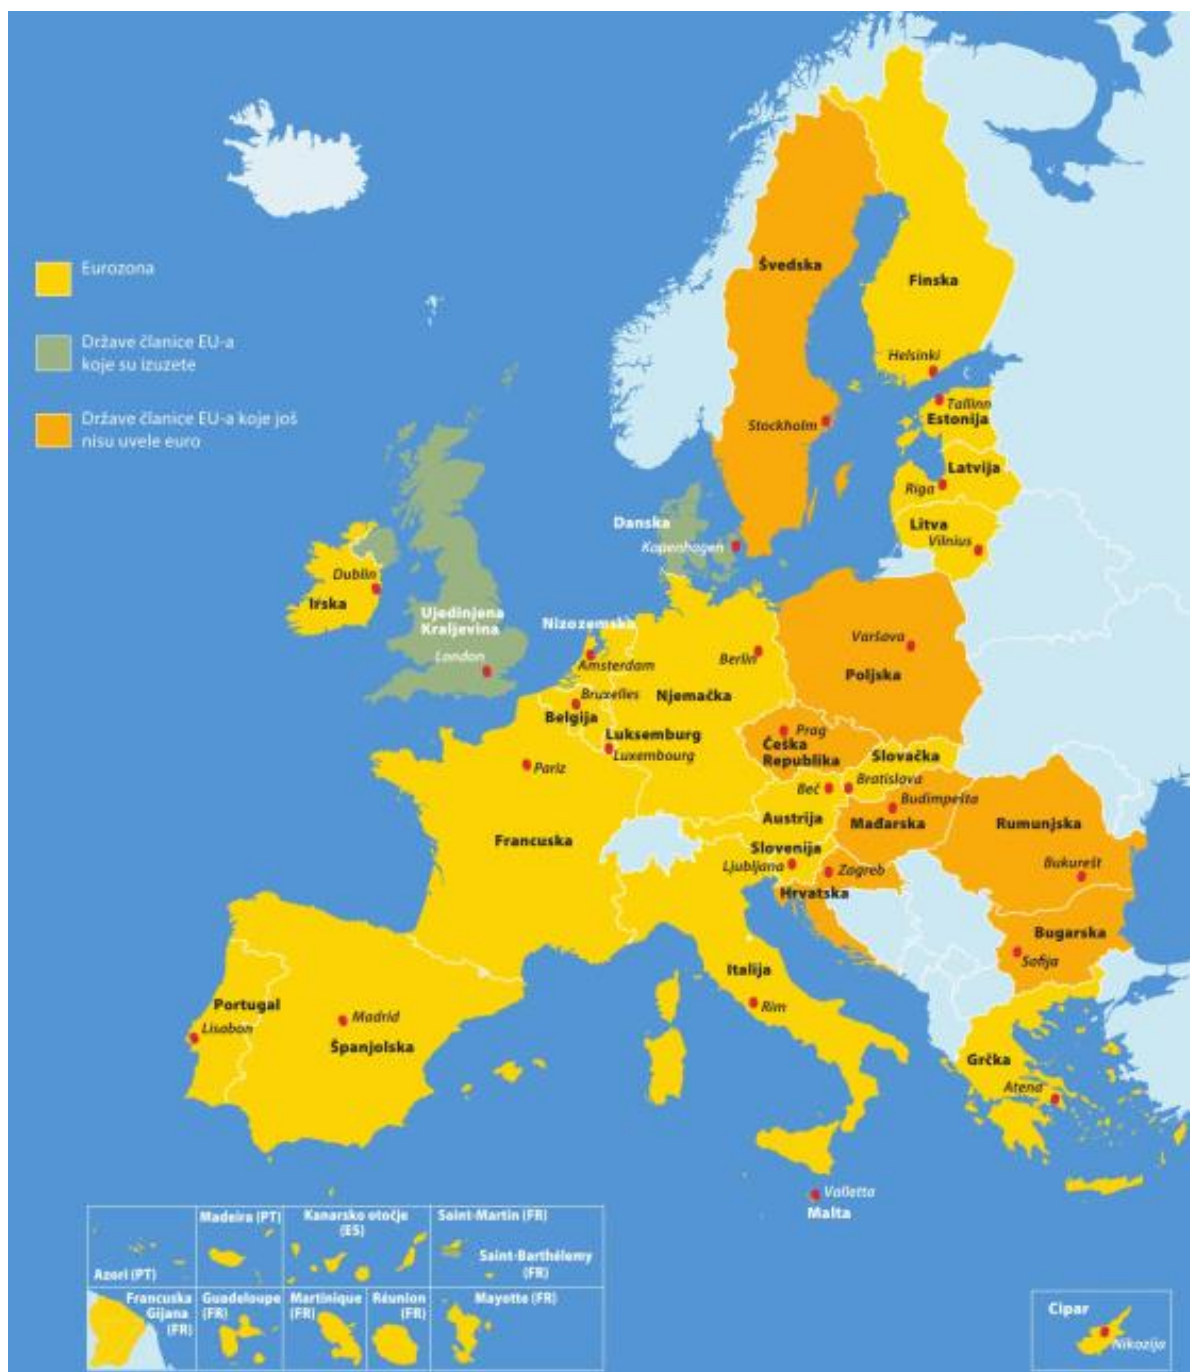 Eurozona
Države članice EU-a
koje su izuzete
Države članice EU-a koje još
nisu uvele euro
Švedska
Finska
Helsinki
Tallinn
Estonija
Stockholm
Latvija
Riga
Danska
Litva
Kopenhagen
Vilnius
Dublin
Irska
Ujedinjena
Kraljevina
Nizozemska
London
Amsterdam
Berlin
Varšava
Poljska
Bruxelles
Njemačka
Belgija
Luksemburg
Luxembourg
Prag
Češka
Republika
Slovačka
Pariz
Beč
Bratislava
Budimpešta
Austrija
Mađarska
Rumunjska
Francuska
Slovenija
Ljubljana
Zagreb
Bukurešt
Hrvatska
Bugarska
Sofija
Italija
Rim
Portugal
Lisabon
Madrid
Španjolska
Grčka
Atena
Valletta
Malta
Azori (PT)
Madeira (PT)
Kanarsko otočje
(ES)
Saint-Martin (FR)
Saint-Barthélemy
(FR)
Francuska
Gijana
(FR)
Guadeloupe
(FR)
Martinique
(FR)
Réunion
(FR)
Mayotte (FR)
Cipar
Nikozija